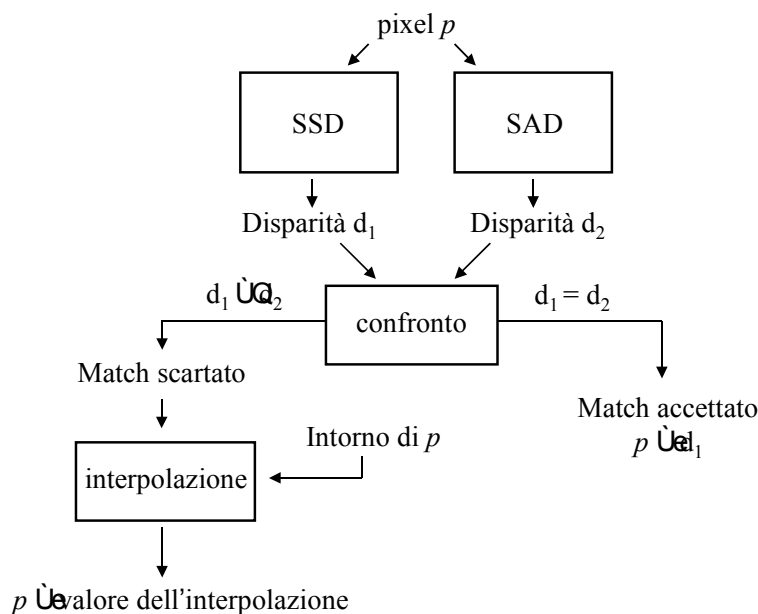 pixel p
SSD
SAD
Disparità d₁
Disparità d₂
d₁ d₂
confronto
d₁ = d₂
Match scartato
Match accettato
p d₁
Intorno di p
interpolazione
p valore dell'interpolazione